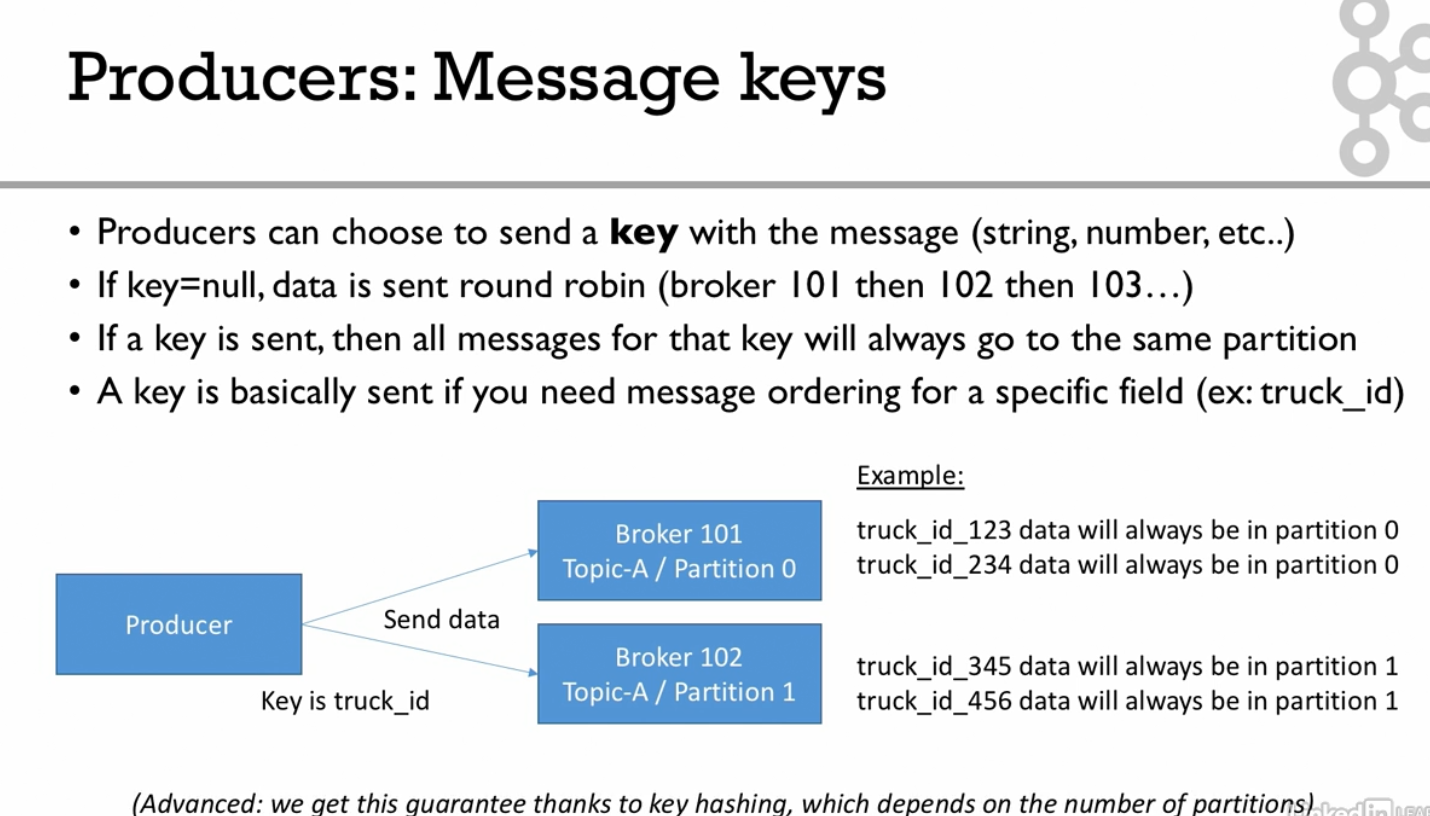 Producers: Message keys
• Producers can choose to send a key with the message (string, number, etc..)
• If key=null, data is sent round robin (broker 101 then 102 then 103…)
• If a key is sent, then all messages for that key will always go to the same partition
• A key is basically sent if you need message ordering for a specific field (ex: truck_id)
Example:
Broker 101
Topic-A / Partition 0
truck_id_123 data will always be in partition 0
truck_id_234 data will always be in partition 0
Producer
Send data
Key is truck_id
Broker 102
Topic-A / Partition 1
truck_id_345 data will always be in partition 1
truck_id_456 data will always be in partition 1
(Advanced: we get this guarantee thanks to key hashing, which depends on the number of partitions)